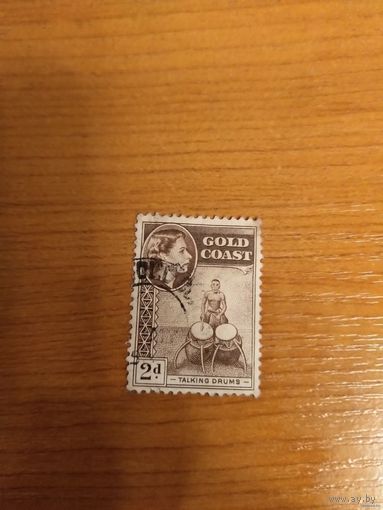 GOLD
COAST
2d
— TALKING DRUMS —
www.ay.by